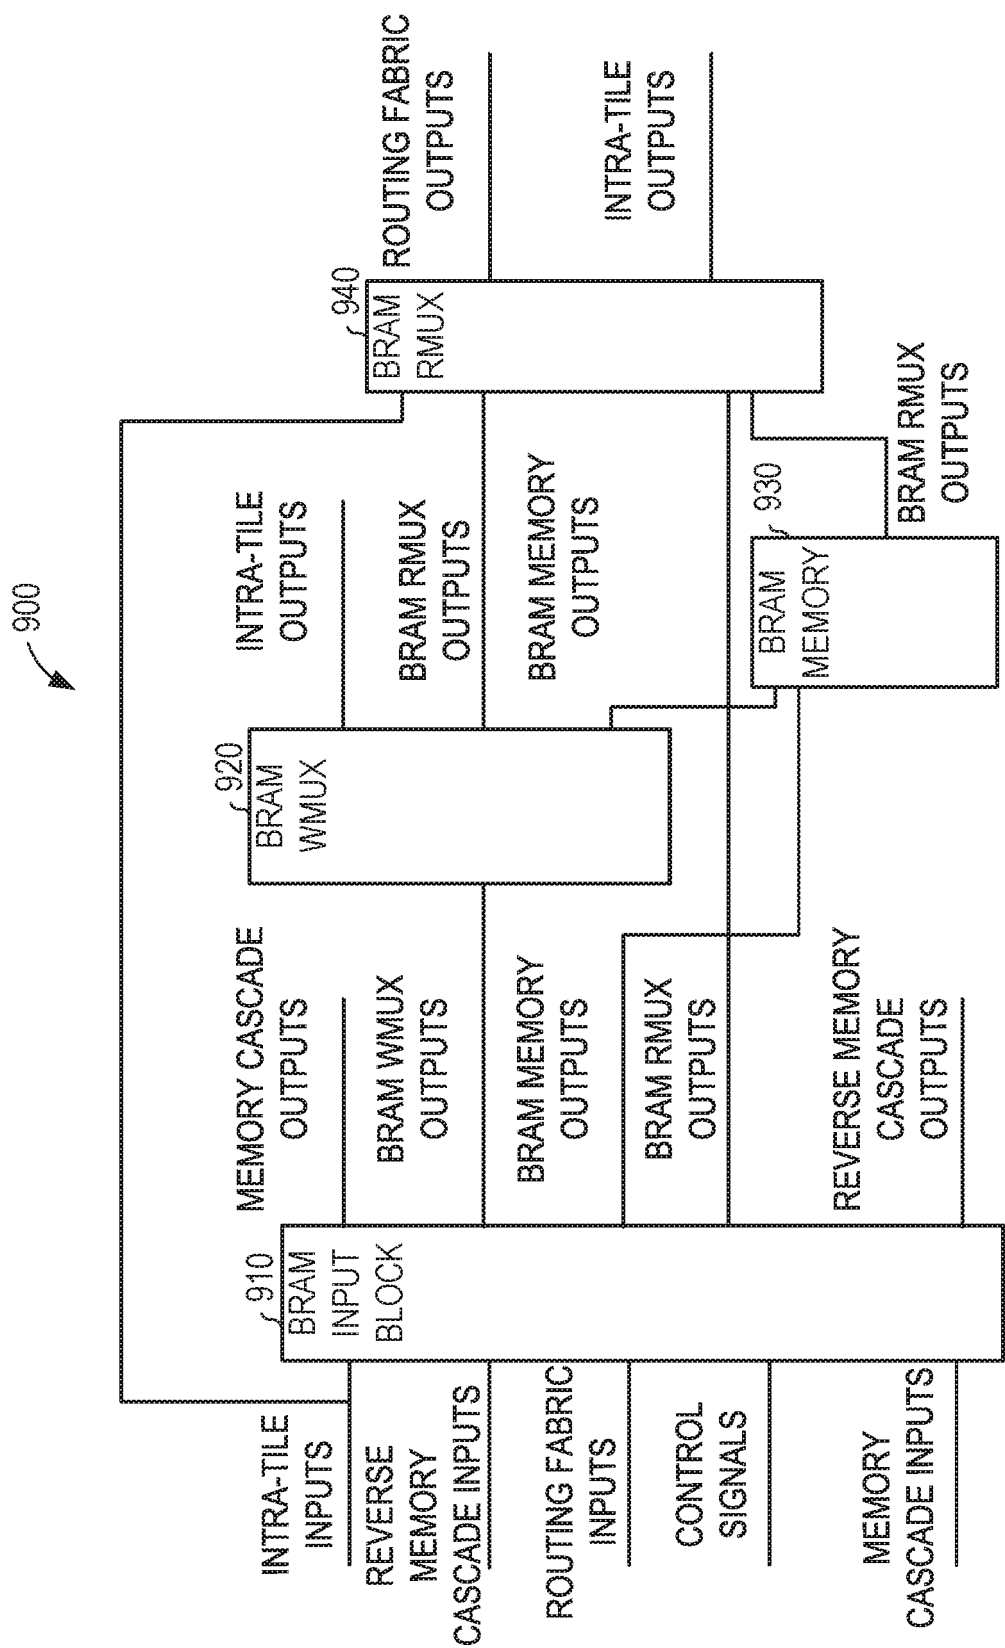 900
INTRA-TILE
INPUTS
REVERSE
MEMORY
CASCADE INPUTS
ROUTING FABRIC
INPUTS
CONTROL
SIGNALS
MEMORY
CASCADE INPUTS
910
BRAM
INPUT
BLOCK
MEMORY CASCADE
OUTPUTS
BRAM WMUX
OUTPUTS
BRAM MEMORY
OUTPUTS
BRAM RMUX
OUTPUTS
REVERSE MEMORY
CASCADE
OUTPUTS
920
BRAM
WMUX
INTRA-TILE
OUTPUTS
BRAM RMUX
OUTPUTS
BRAM MEMORY
OUTPUTS
930
BRAM
MEMORY
BRAM RMUX
OUTPUTS
940
BRAM
RMUX
ROUTING FABRIC
OUTPUTS
INTRA-TILE
OUTPUTS